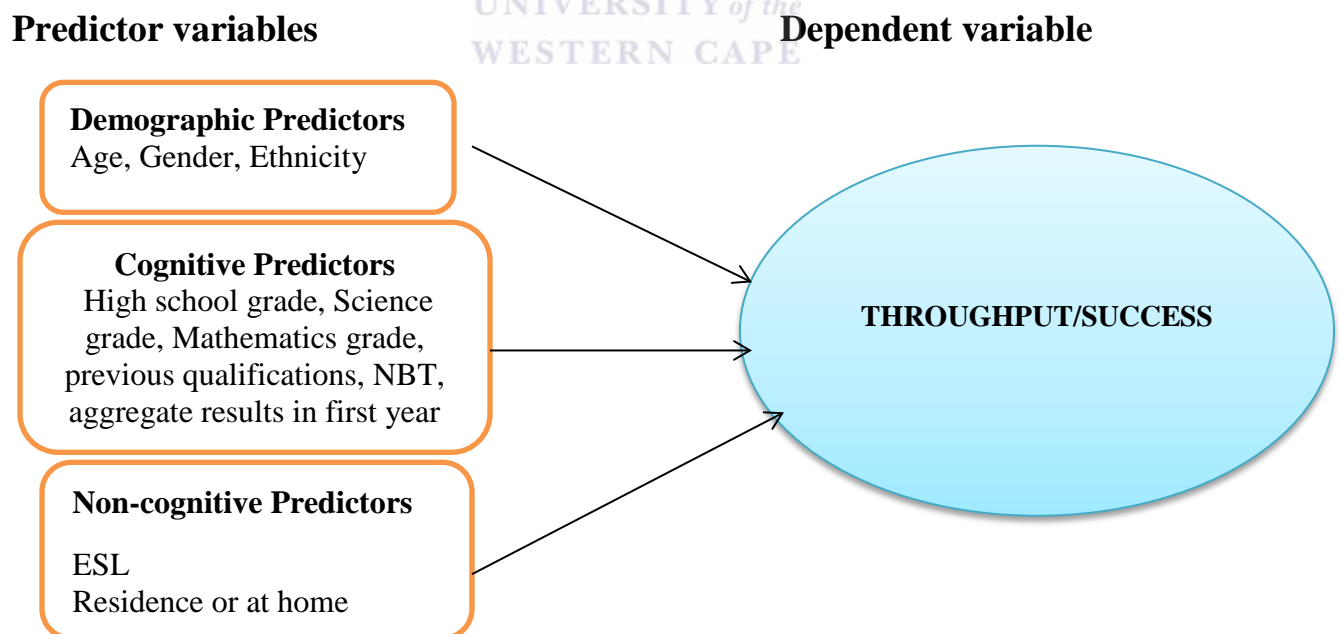 UNIVERSITY of the
WESTERN CAPE
Predictor variables
Dependent variable
Demographic Predictors
Age, Gender, Ethnicity
Cognitive Predictors
High school grade, Science
grade, Mathematics grade,
previous qualifications, NBT,
aggregate results in first year
Non-cognitive Predictors
ESL
Residence or at home
THROUGHPUT/SUCCESS